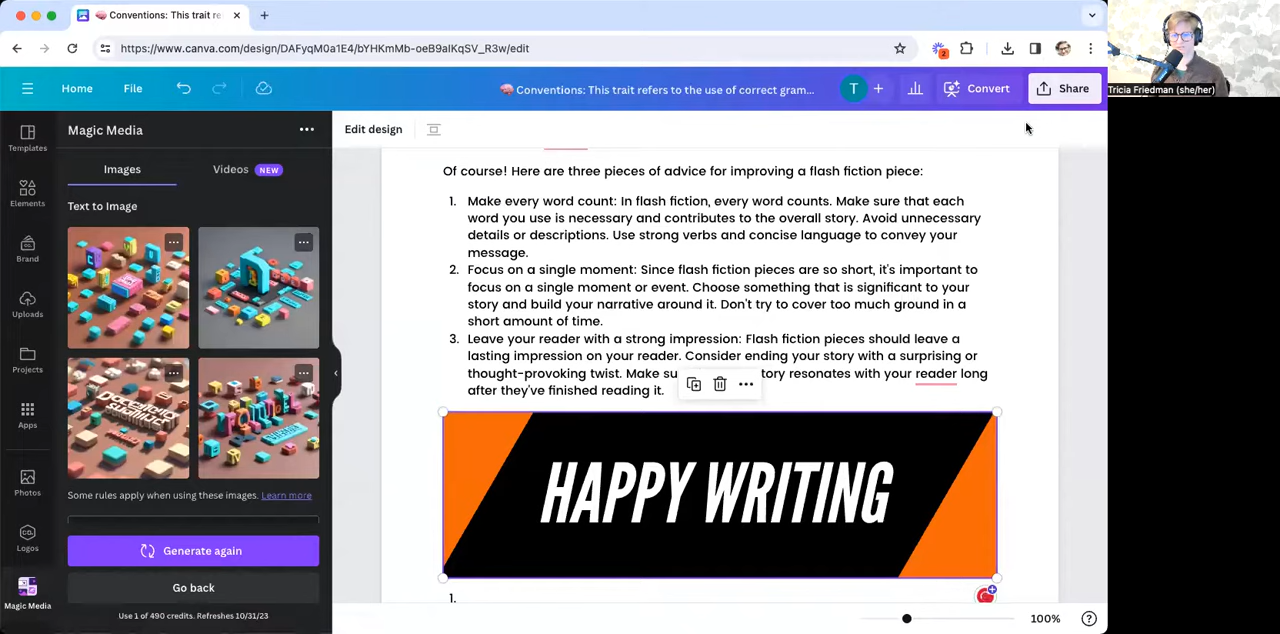 🧠 Conventions: This trait re
https://www.canva.com/design/DAFyqM0a1E4/bYHKmMb-oeB9aIKqSV_R3w/edit
2
Tricia Friedman (she/her)
Home
File
🧠 Conventions: This trait refers to the use of correct gram...
T
Convert
Share
Templates
Elements
Brand
Uploads
Projects
Apps
Photos
Logos
Magic Media
Magic Media
Images
Videos
NEW
Text to Image
Some rules apply when using these images. Learn more
Generate again
Go back
Use 1 of 490 credits. Refreshes 10/31/23
Edit design
Of course! Here are three pieces of advice for improving a flash fiction piece:
1. Make every word count: In flash fiction, every word counts. Make sure that each
word you use is necessary and contributes to the overall story. Avoid unnecessary
details or descriptions. Use strong verbs and concise language to convey your
message.
2. Focus on a single moment: Since flash fiction pieces are so short, it's important to
focus on a single moment or event. Choose something that is significant to your
story and build your narrative around it. Don't try to cover too much ground in a
short amount of time.
3. Leave your reader with a strong impression: Flash fiction pieces should leave a
lasting impression on your reader. Consider ending your story with a surprising or
thought-provoking twist. Make su tory resonates with your reader long
after they've finished reading it.
HAPPY WRITING
1.
100%